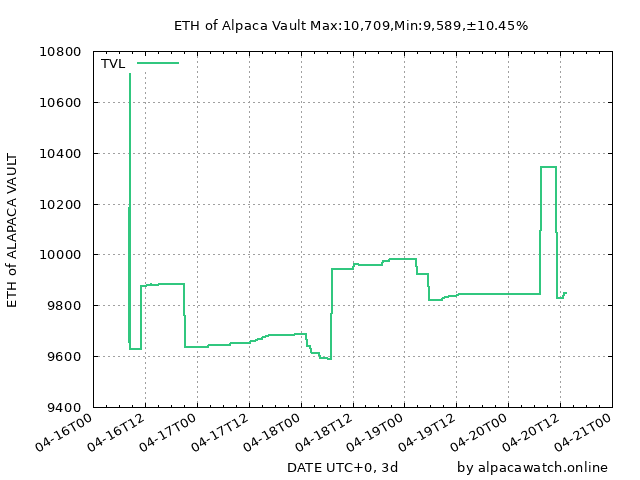 ETH of Alpaca Vault Max:10,709,Min:9,589,±10.45%
TVL
10800
10600
10400
10200
10000
9800
9600
9400
ETH of ALAPACA VAULT
04-16T00
04-16T12
04-17T00
04-17T12
04-18T00
04-18T12
04-19T00
04-19T12
04-20T00
04-20T12
04-21T00
DATE UTC+0, 3d
by alpacawatch.online